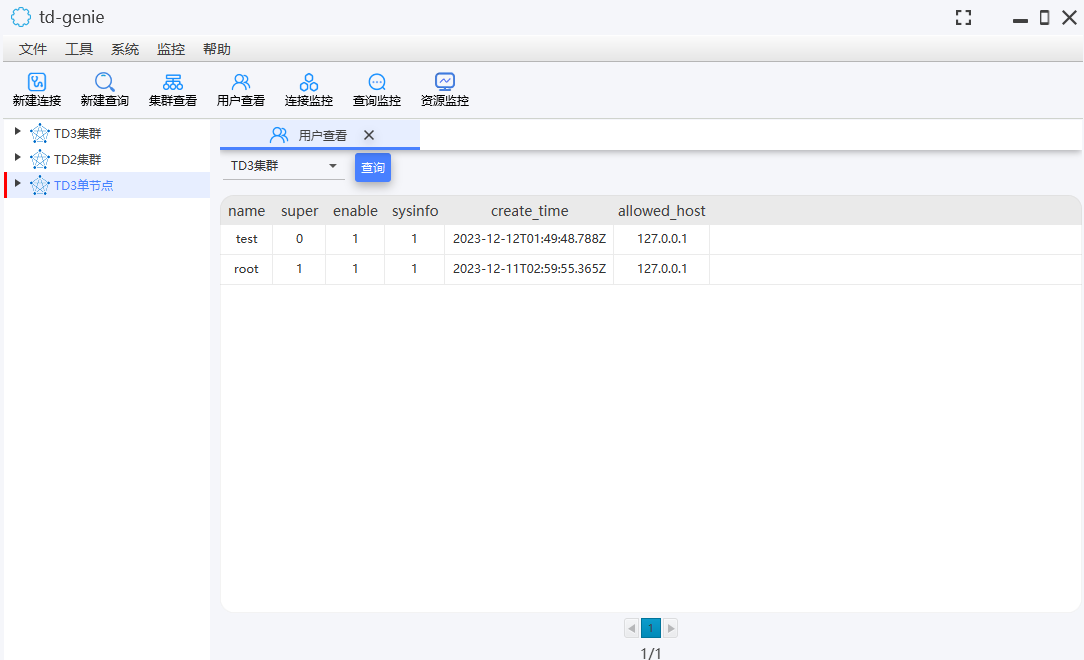 td-genie
文件 工具 系统 监控 帮助
新建连接 新建查询 集群查看 用户查看 连接监控 查询监控 资源监控
TD3集群
TD2集群
TD3单节点
用户查看
TD3集群 查询
name super enable sysinfo create_time allowed_host
test 0 1 1 2023-12-12T01:49:48.788Z 127.0.0.1
root 1 1 1 2023-12-11T02:59:55.365Z 127.0.0.1
1
1/1